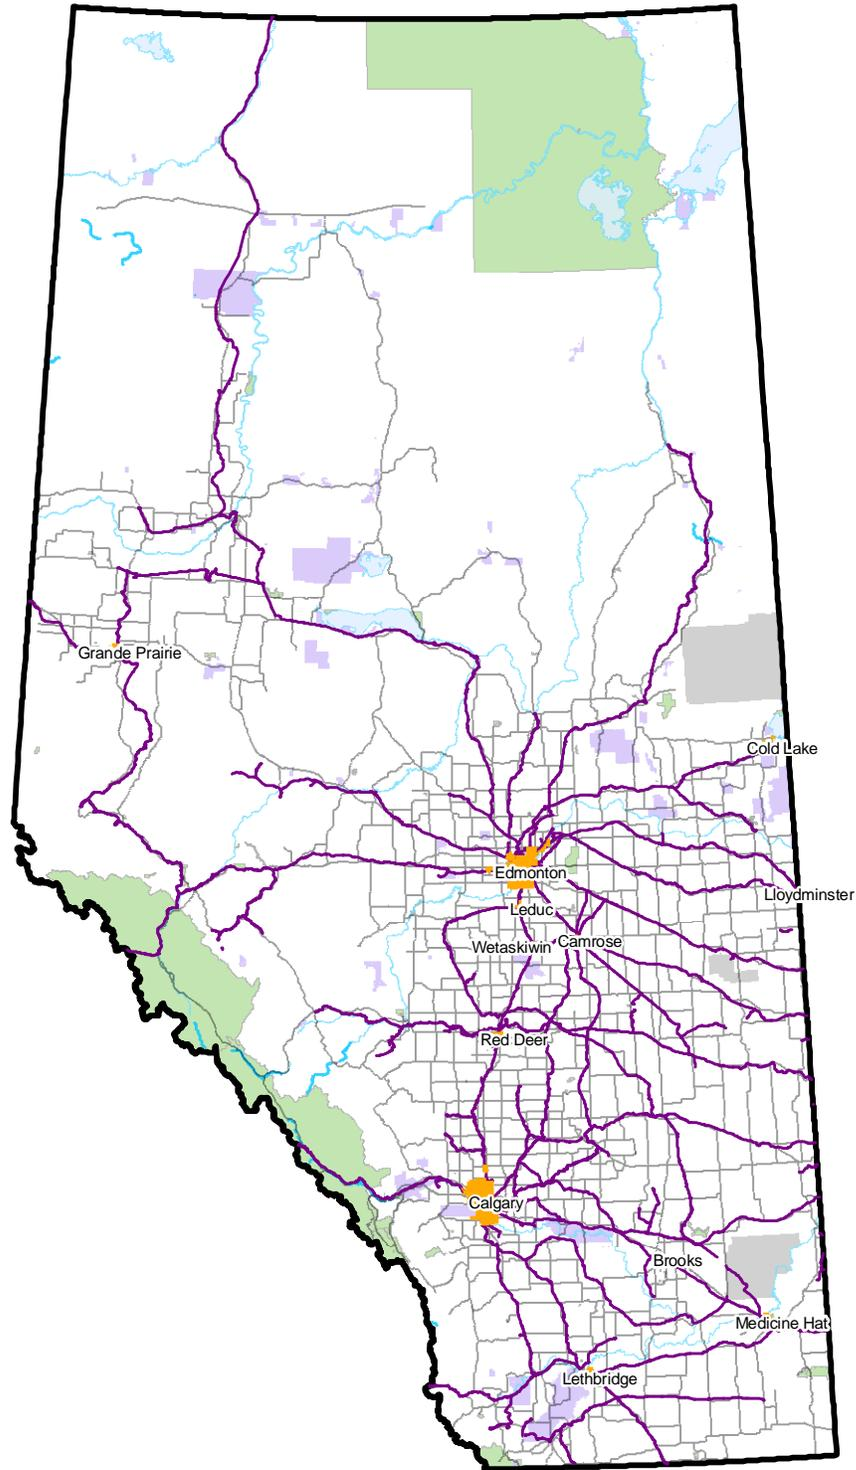 Grande Prairie
Cold Lake
Edmonton
Lloydminster
Leduc
Wetaskiwin
Camrose
Red Deer
Calgary
Brooks
Medicine Hat
Lethbridge